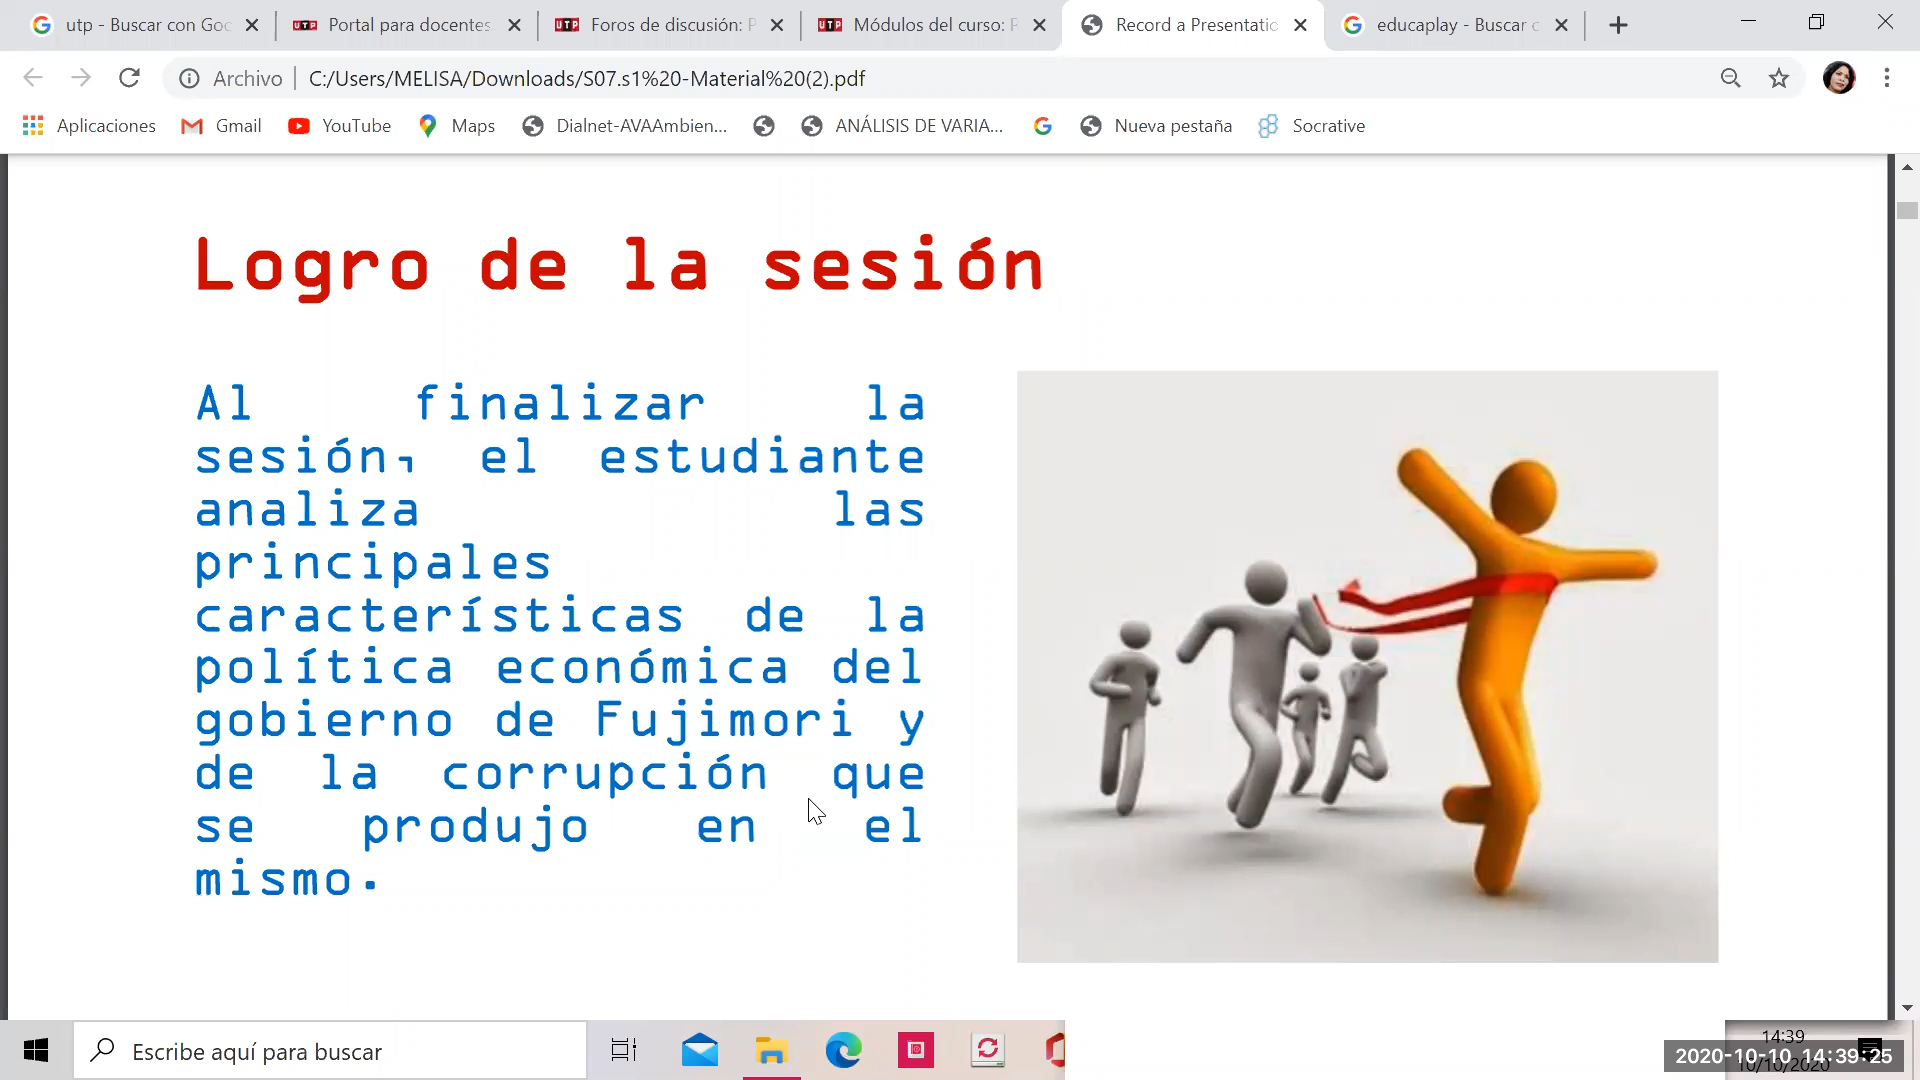 utp - Buscar con Goo
Portal para docentes
Foros de discusión: P
Módulos del curso: P
Record a Presentatio
educaplay - Buscar c
Archivo
C:/Users/MELISA/Downloads/S07.s1%20-Material%20(2).pdf
Aplicaciones
Gmail
YouTube
Maps
Dialnet-AVAAmbien...
ANÁLISIS DE VARIA...
Nueva pestaña
Socrative
Logro de la sesión
Al finalizar la
sesión, el estudiante
analiza las
principales
características de la
política económica del
gobierno de Fujimori y
de la corrupción que
se produjo en el
mismo.
Escribe aquí para buscar
14:39
2020-10-10 14:39:25
10/10/2020